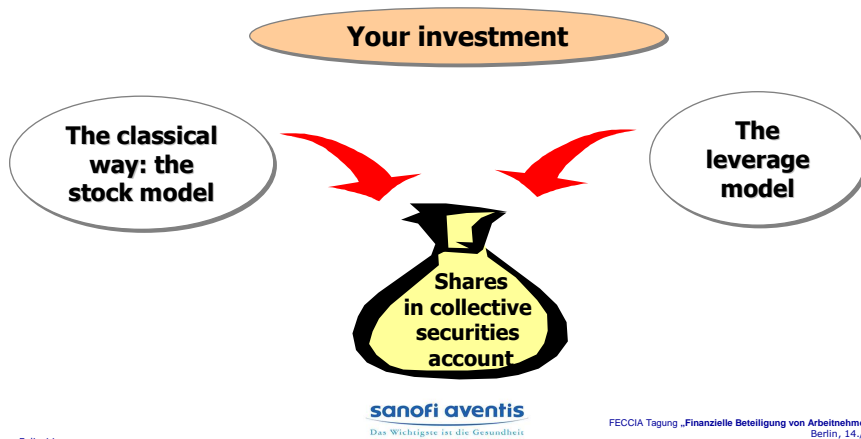 Your investment
The classical
way: the
stock model
The
leverage
model
Shares
in collective
securities
account
sanofi aventis
Das Wichtigste ist die Gesundheit
FECCIA Tagung „Finanzielle Beteiligung von
Berlin, 14.